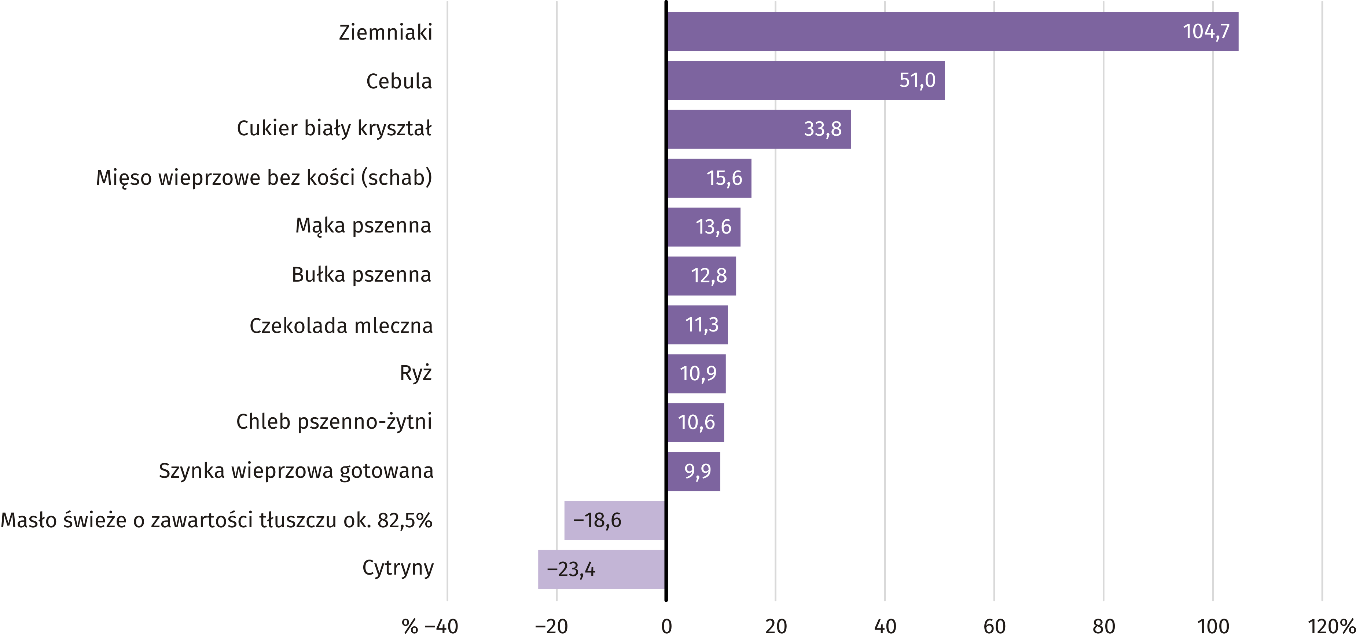 Ziemniaki 104,7
Cebula 51,0
Cukier biały kryształ 33,8
Mięso wieprzowe bez kości (schab) 15,6
Mąka pszenna 13,6
Bułka pszenna 12,8
Czekolada mleczna 11,3
Ryż 10,9
Chleb pszenno-żytni 10,6
Szynka wieprzowa gotowana 9,9
Masło świeże o zawartości tłuszczu ok. 82,5% –18,6
Cytryny –23,4
% –40 –20 0 20 40 60 80 100 120%